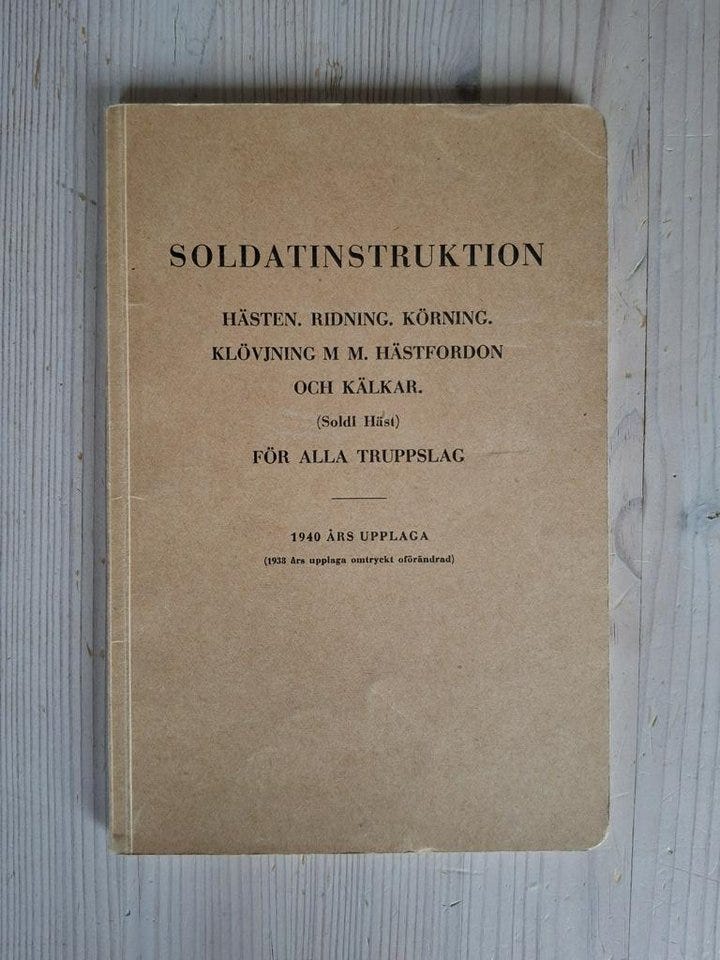 SOLDATINSTRUKTION
HÄSTEN. RIDNING. KÖRNING.
KLÖVJNING M M. HÄSTFORDON
OCH KÄLKAR.
(SoldI Häst)
FÖR ALLA TRUPPSLAG
1940 ÅRS UPPLAGA
(1938 års upplaga omtryckt oförändrad)